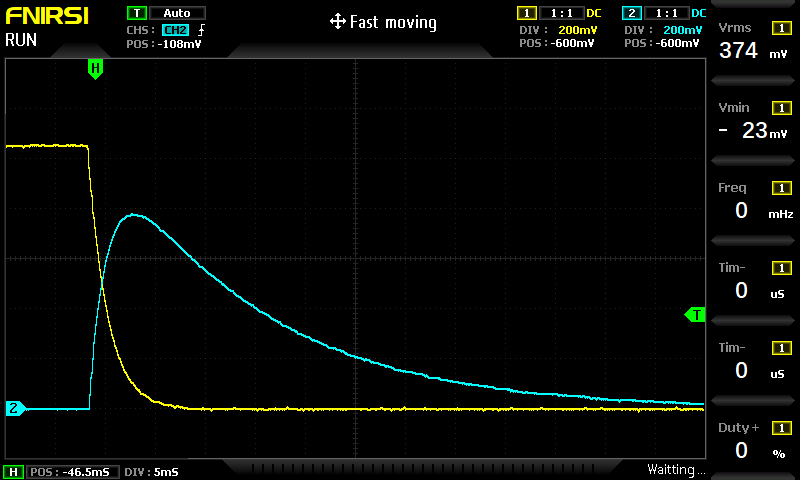 FNIRSI
RUN
T Auto
CHS: CH2
POS:-108mV
Fast moving
1 1:1 DC
DIV: 200mV
POS:-600mV
2 1:1 DC
DIV: 200mV
POS:-600mV
H
T
2
Vrms 1
374 mV
Vmin 1
- 23mV
Freq 1
0 mHz
Tim- 1
0 uS
Tim- 1
0 uS
Duty+ 1
0 %
H POS: -46.5mS DIV: 5mS
Waitting...